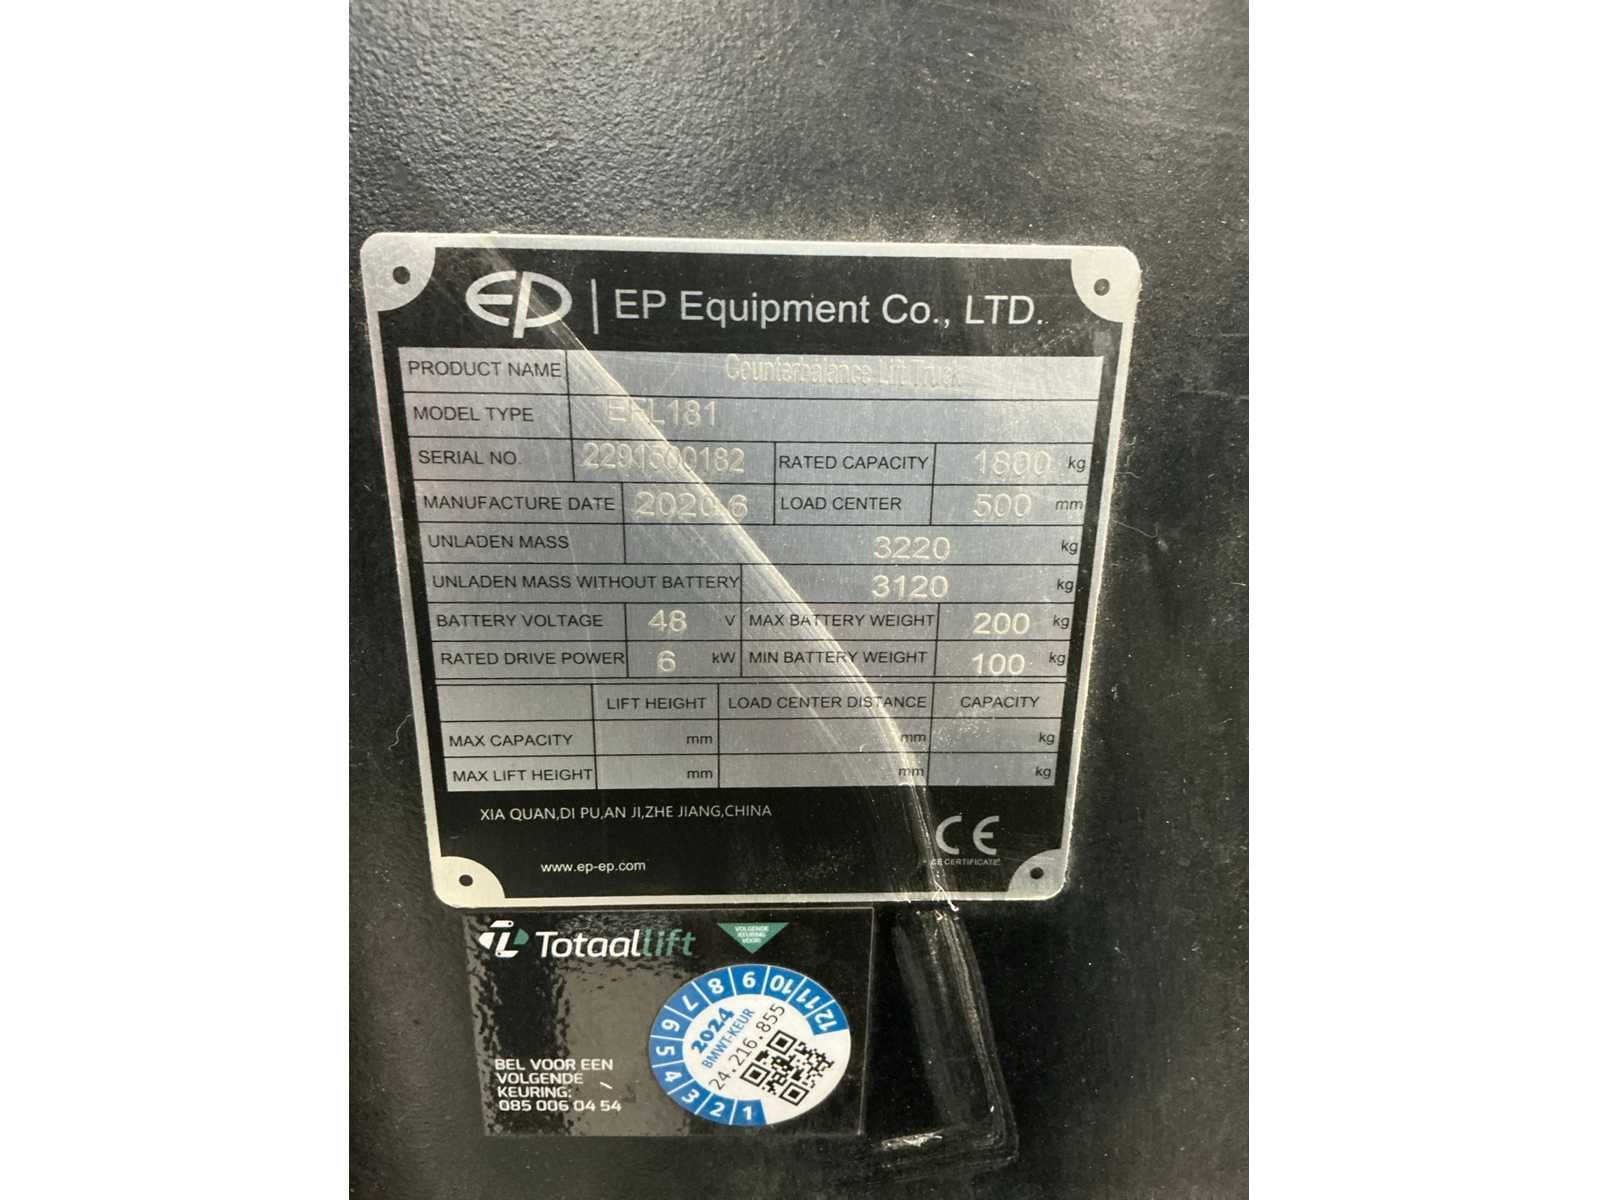 EP | EP Equipment Co., LTD.
PRODUCT NAME Counterbalance Lift Truck
MODEL TYPE EFL181
SERIAL NO. 2291500182 RATED CAPACITY 1800 kg
MANUFACTURE DATE 2020.6 LOAD CENTER 500 mm
UNLADEN MASS 3220 kg
UNLADEN MASS WITHOUT BATTERY 3120 kg
BATTERY VOLTAGE 48 V MAX BATTERY WEIGHT 200 kg
RATED DRIVE POWER 6 kW MIN BATTERY WEIGHT 100 kg
LIFT HEIGHT LOAD CENTER DISTANCE CAPACITY
MAX CAPACITY mm mm kg
MAX LIFT HEIGHT mm mm kg
XIA QUAN,DI PU,AN JI,ZHE JIANG,CHINA
CE
CE CERTIFICATE
www.ep-ep.com
TL Totaallift
VOLGENDE
KEURING
VOOR:
1 2 3 4 5 6 7 8 9 10 11 12
2024
BMWT-KEUR
24.216.855
BEL VOOR EEN
VOLGENDE
KEURING:
085 006 04 54